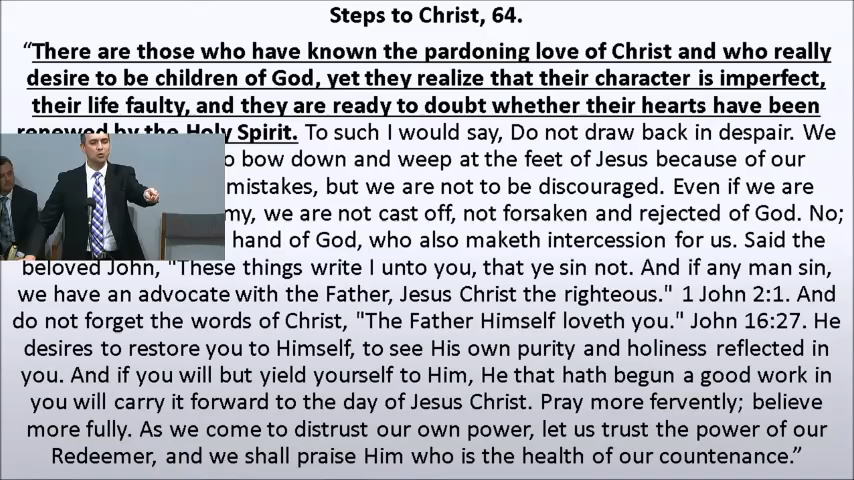 Steps to Christ, 64.
“There are those who have known the pardoning love of Christ and who really
desire to be children of God, yet they realize that their character is imperfect,
their life faulty, and they are ready to doubt whether their hearts have been
renewed by the Holy Spirit. To such I would say, Do not draw back in despair. We
o bow down and weep at the feet of Jesus because of our
mistakes, but we are not to be discouraged. Even if we are
my, we are not cast off, not forsaken and rejected of God. No;
hand of God, who also maketh intercession for us. Said the
beloved John, "These things write I unto you, that ye sin not. And if any man sin,
we have an advocate with the Father, Jesus Christ the righteous." 1 John 2:1. And
do not forget the words of Christ, "The Father Himself loveth you." John 16:27. He
desires to restore you to Himself, to see His own purity and holiness reflected in
you. And if you will but yield yourself to Him, He that hath begun a good work in
you will carry it forward to the day of Jesus Christ. Pray more fervently; believe
more fully. As we come to distrust our own power, let us trust the power of our
Redeemer, and we shall praise Him who is the health of our countenance.”